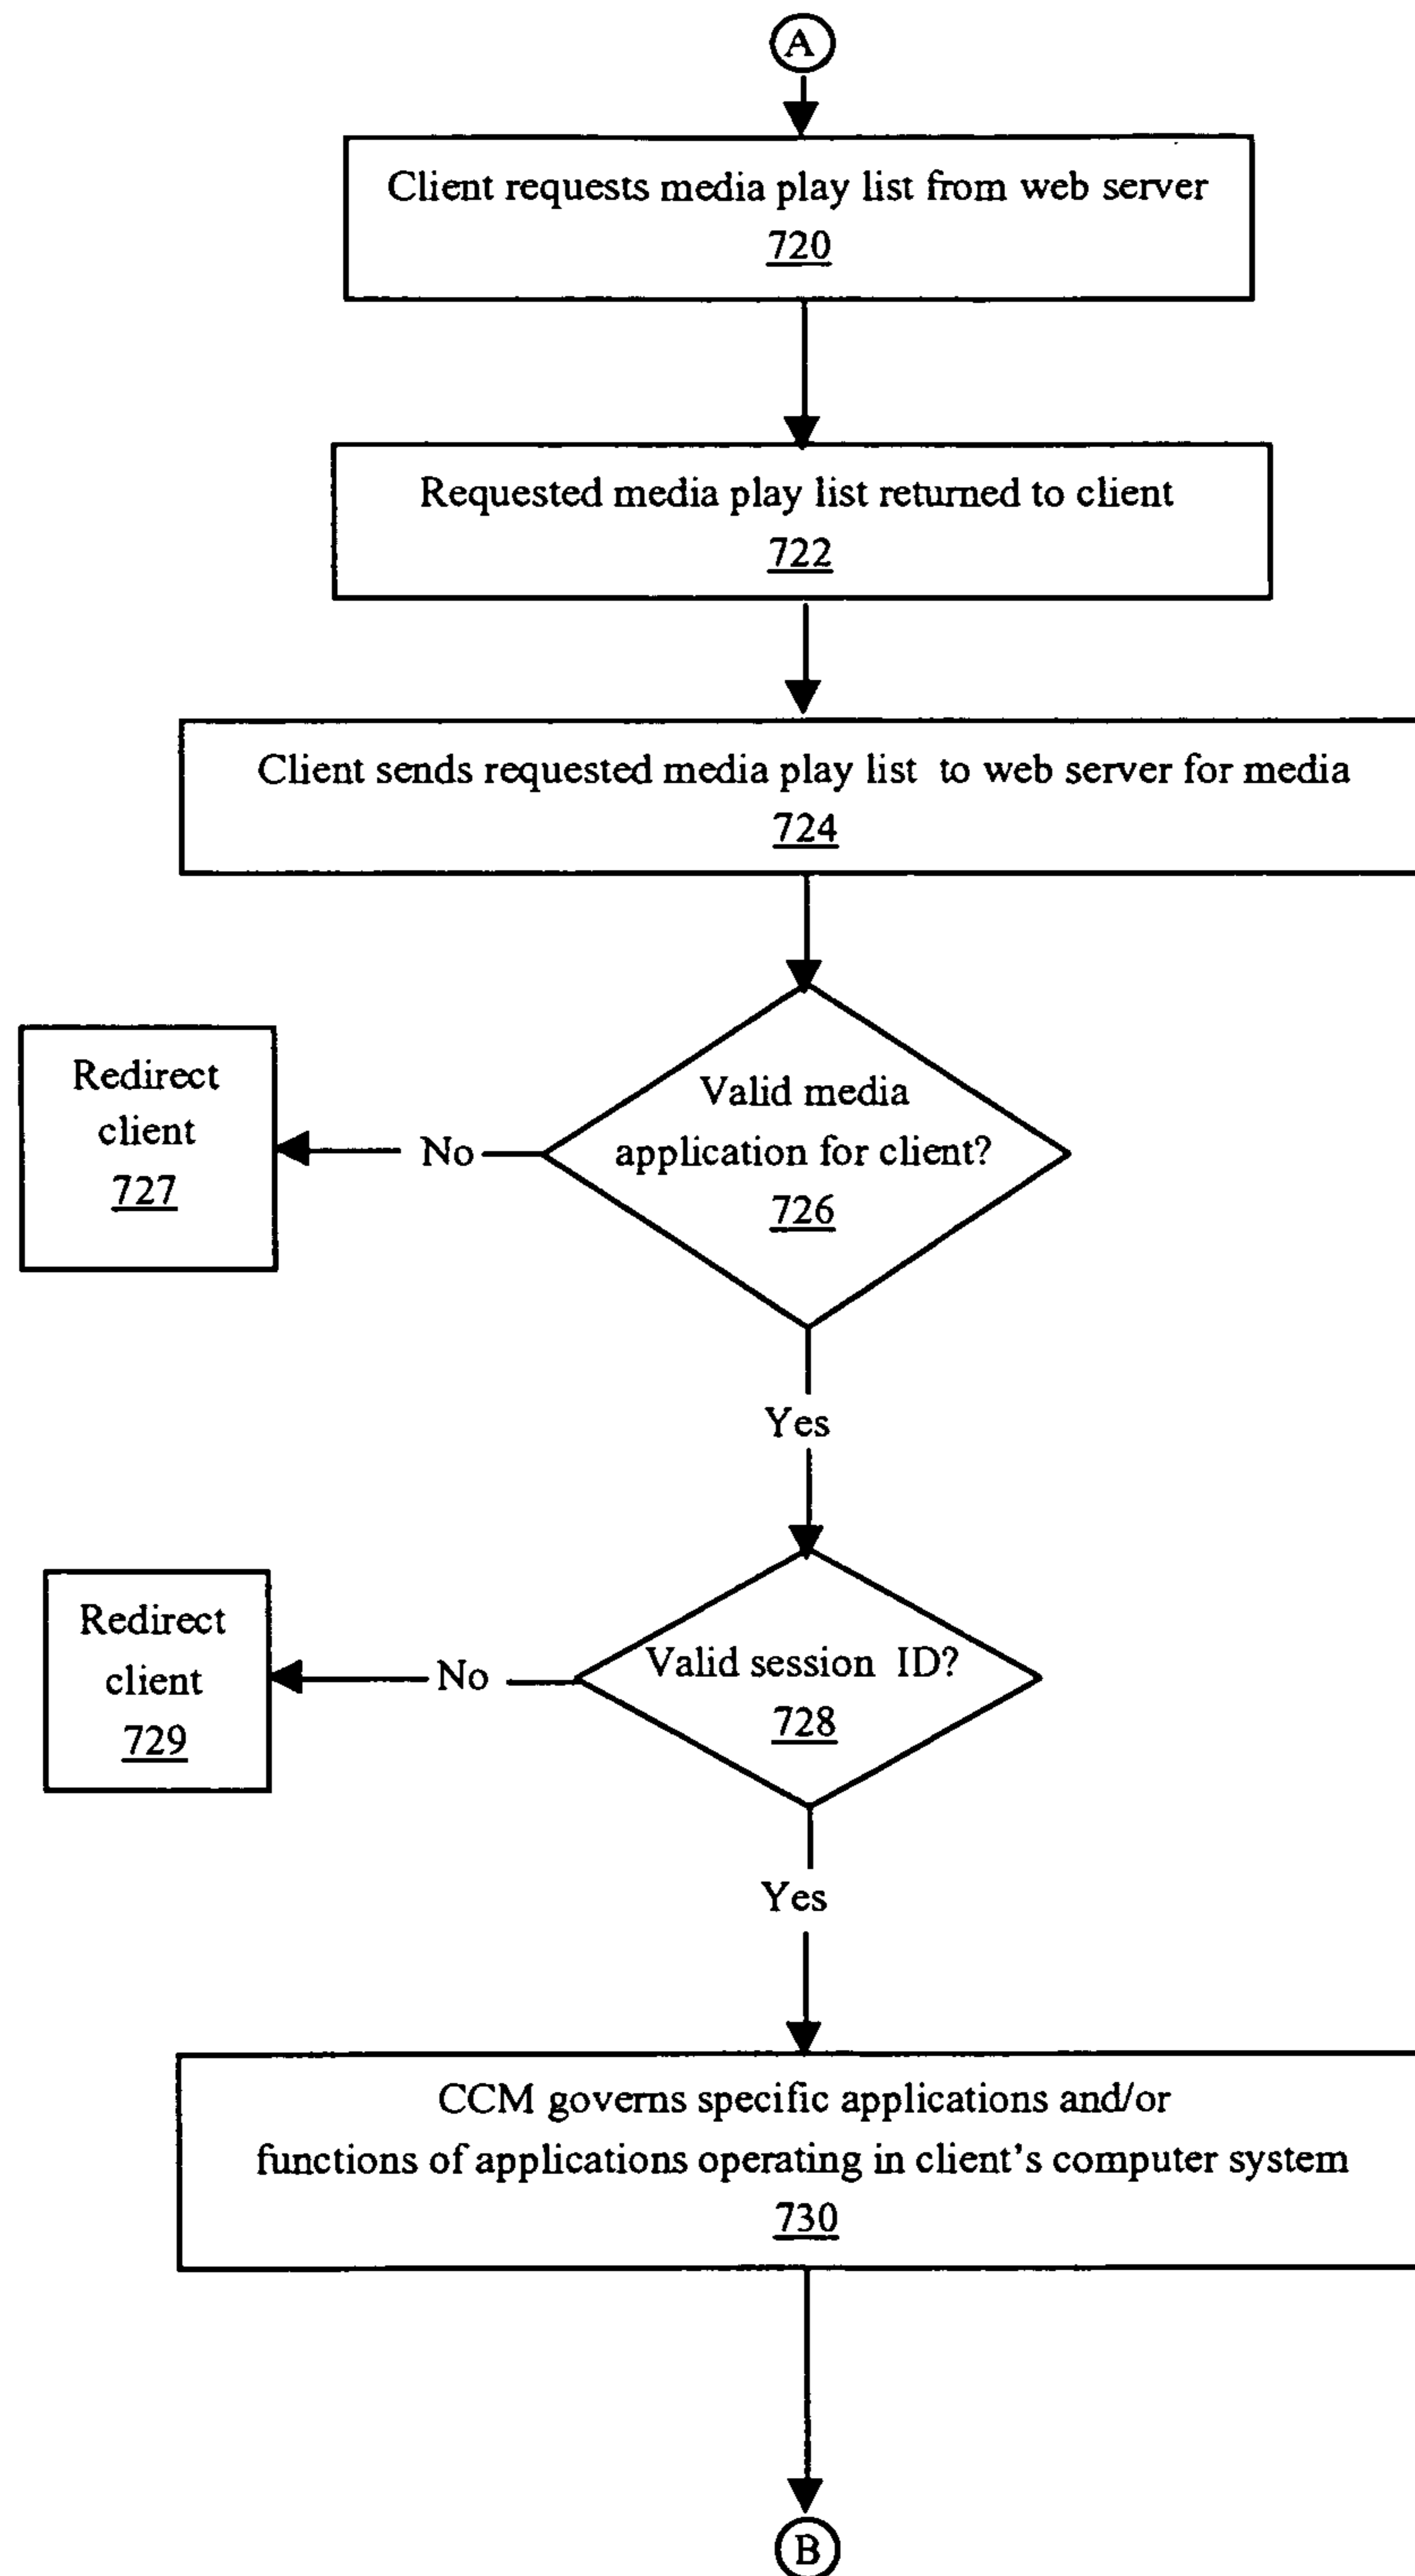 A
Client requests media play list from web server
720
Requested media play list returned to client
722
Client sends requested media play list to web server for media
724
Valid media
application for client?
726
No
Redirect
client
727
Yes
Valid session ID?
728
No
Redirect
client
729
Yes
CCM governs specific applications and/or
functions of applications operating in client's computer system
730
B